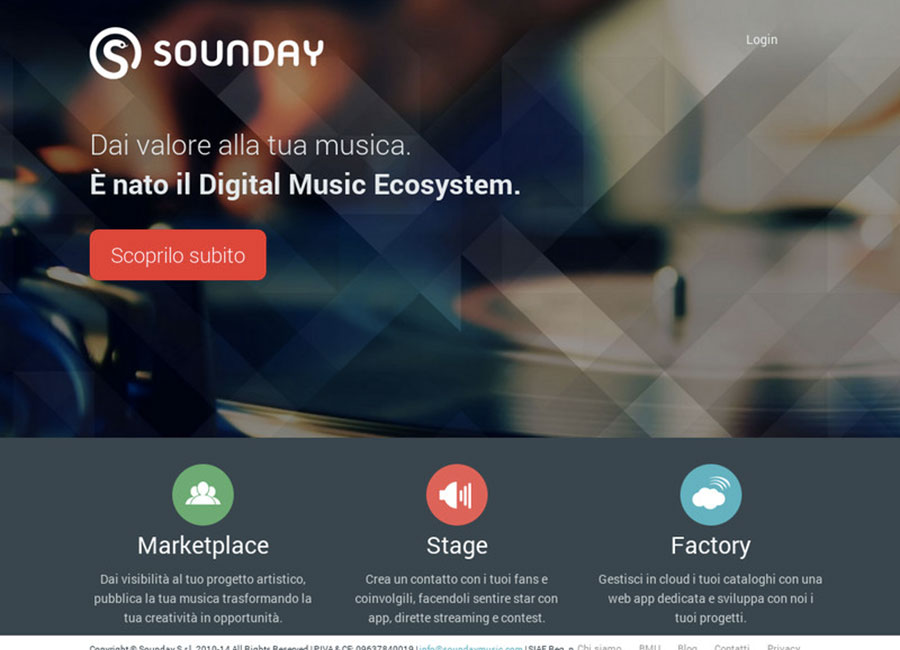 SOUNDAY
Login
Dai valore alla tua musica.
È nato il Digital Music Ecosystem.
Scoprilo subito
Marketplace
Stage
Factory
Dai visibilità al tuo progetto artistico,
pubblica la tua musica trasformando la
tua creatività in opportunità.
Crea un contatto con i tuoi fans e
coinvolgili, facendoli sentire star con
app, dirette streaming e contest.
Gestisci in cloud i tuoi cataloghi con una
web app dedicata e sviluppa con noi i
tuoi progetti.
Copyright © Sounday S.r.l. 2010-14 All Rights Reserved | P.IVA & CF: 09637840019 | info@soundaymusic.com | SIAE Reg. n Chi siamo BMU Blog Contatti Privacy